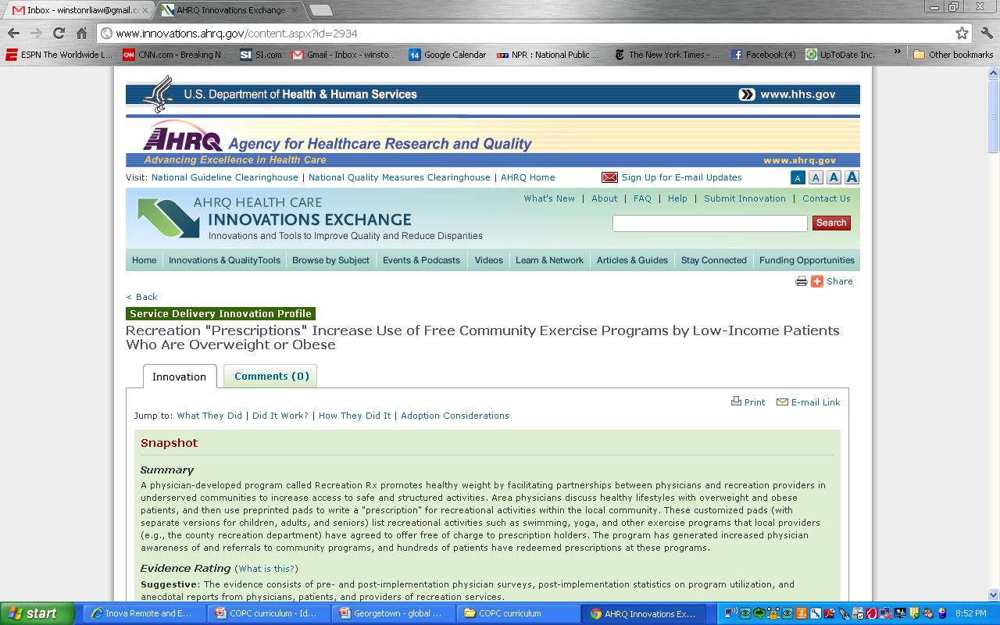 Inbox - winstonrliaw@gmail.c
AHRQ Innovations Exchange
www.innovations.ahrq.gov/content.aspx?id=2934
ESPN The Worldwide L...
CNN.com - Breaking N...
SI SI.com
Gmail - Inbox - winsto...
14 Google Calendar
npr NPR : National Public ...
The New York Times - ...
Facebook (4)
UpToDate Inc.
»
Other bookmarks
U.S. Department of Health & Human Services
www.hhs.gov
AHRQ Agency for Healthcare Research and Quality
Advancing Excellence in Health Care
www.ahrq.gov
Visit: National Guideline Clearinghouse | National Quality Measures Clearinghouse | AHRQ Home
Sign Up for E-mail Updates
A A A A
What's New | About | FAQ | Help | Submit Innovation | Contact Us
AHRQ HEALTH CARE
INNOVATIONS EXCHANGE
Innovations and Tools to Improve Quality and Reduce Disparities
Search
Home Innovations & QualityTools Browse by Subject Events & Podcasts Videos Learn & Network Articles & Guides Stay Connected Funding Opportunities
Share
< Back
Service Delivery Innovation Profile
Recreation "Prescriptions" Increase Use of Free Community Exercise Programs by Low-Income Patients
Who Are Overweight or Obese
Innovation
Comments (0)
Print
E-mail Link
Jump to: What They Did | Did It Work? | How They Did It | Adoption Considerations
Snapshot
Summary
A physician-developed program called Recreation Rx promotes healthy weight by facilitating partnerships between physicians and recreation providers in
underserved communities to increase access to safe and structured activities. Area physicians discuss healthy lifestyles with overweight and obese
patients, and then use preprinted pads to write a "prescription" for recreational activities within the local community. These customized pads (with
separate versions for children, adults, and seniors) list recreational activities such as swimming, yoga, and other exercise programs that local providers
(e.g., the county recreation department) have agreed to offer free of charge to prescription holders. The program has generated increased physician
awareness of and referrals to community programs, and hundreds of patients have redeemed prescriptions at these programs.
Evidence Rating (What is this?)
Suggestive: The evidence consists of pre- and post-implementation physician surveys, post-implementation statistics on program utilization, and
anecdotal reports from physicians, patients, and providers of recreation services.
start
Inova Remote and E...
COPC curriculum - Id...
Georgetown - global ...
COPC curriculum
AHRQ Innovations Ex...
8:52 PM